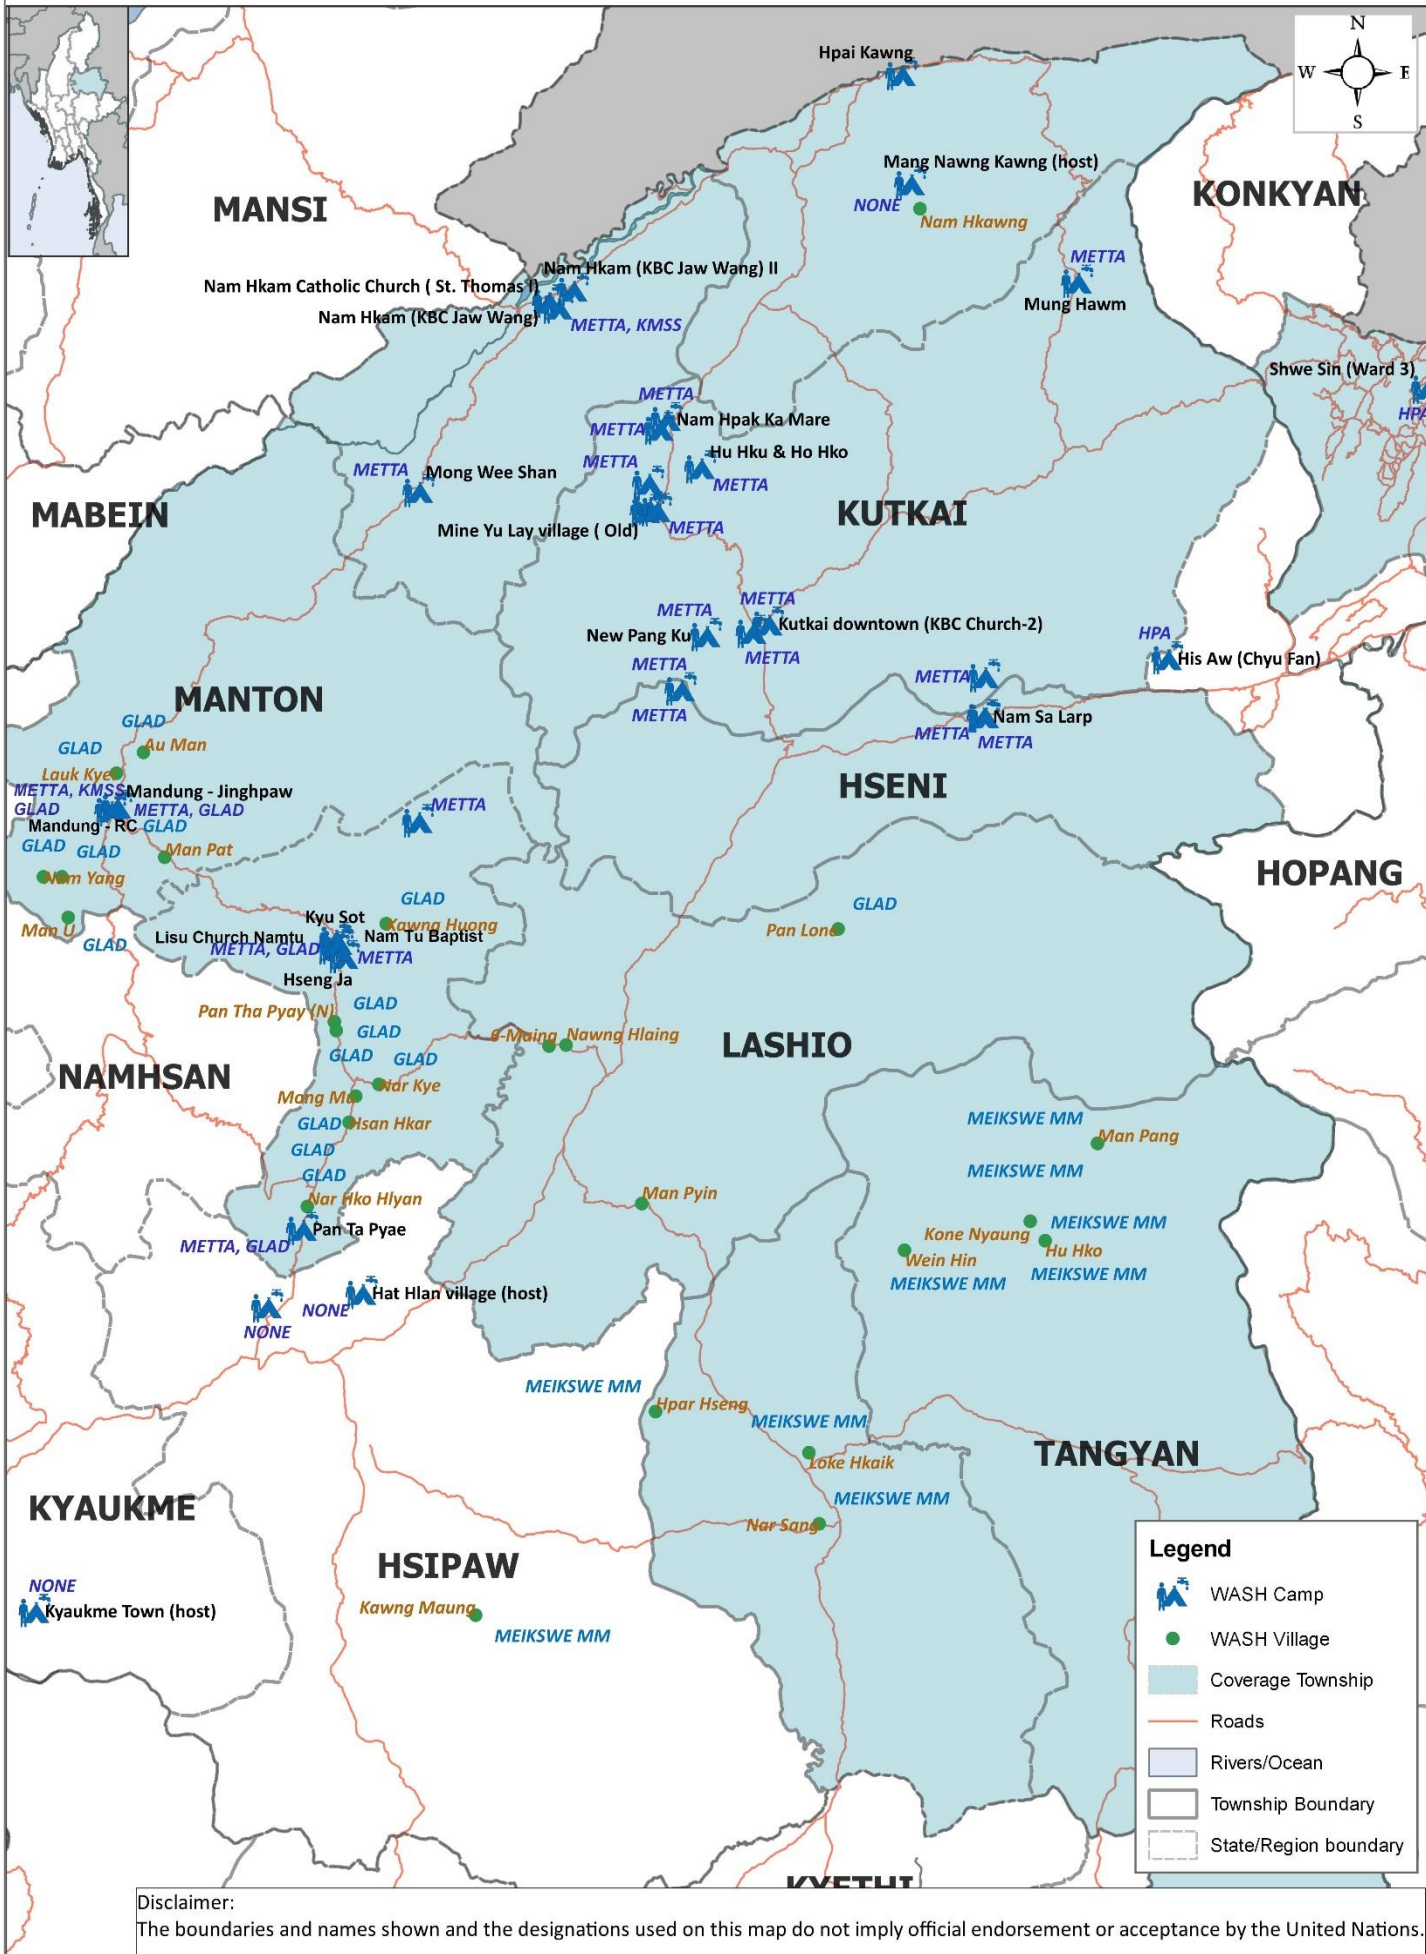 N
W E
S
Hpai Kawng
Mang Nawng Kawng (host)
NONE
Nam Hkawng
KONKYAN
MANSI
METTA
Mung Hawm
Nam Hkam (KBC Jaw Wang) II
Nam Hkam Catholic Church ( St. Thomas I)
Nam Hkam (KBC Jaw Wang)
METTA, KMSS
Shwe Sin (Ward 3)
HPA
METTA
METTA
Nam Hpak Ka Mare
METTA
Hu Hku & Ho Hko
METTA
METTA
Mong Wee Shan
MABEIN
KUTKAI
Mine Yu Lay village ( Old)
METTA
METTA
METTA
New Pang Ku
Kutkai downtown (KBC Church-2)
METTA
METTA
METTA
HPA
His Aw (Chyu Fan)
METTA
Nam Sa Larp
METTA
METTA
MANTON
GLAD
Au Man
GLAD
Lauk Kye
METTA, KMSS
Mandung - Jinghpaw
GLAD
METTA, GLAD
Mandung - RC
GLAD
GLAD
GLAD
Man Pat
Nam Yang
Man U
GLAD
METTA
HSENI
HOPANG
GLAD
Kyu Sot
Kawng Huong
Lisu Church Namtu
Nam Tu Baptist
METTA, GLAD
METTA
Hseng Ja
GLAD
Pan Lone
Pan Tha Pyay (N)
GLAD
GLAD
GLAD
GLAD
6-Maing
Nawng Hlaing
LASHIO
NAMHSAN
Nar Kye
Mong Mu
GLAD
Hsan Hkar
GLAD
GLAD
Nar Hko Hlyan
Pan Ta Pyae
METTA, GLAD
Man Pyin
MEIKSWE MM
Man Pang
MEIKSWE MM
MEIKSWE MM
Kone Nyaung
Hu Hko
Wein Hin
MEIKSWE MM
MEIKSWE MM
Hat Hlan village (host)
NONE
NONE
MEIKSWE MM
Hpar Hseng
MEIKSWE MM
Loke Hkaik
TANGYAN
MEIKSWE MM
Nar Sang
KYAUKME
HSIPAW
NONE
Kyaukme Town (host)
Kawng Maung
MEIKSWE MM
KYETHI
Legend
WASH Camp
WASH Village
Coverage Township
Roads
Rivers/Ocean
Township Boundary
State/Region boundary
Disclaimer:
The boundaries and names shown and the designations used on this map do not imply official endorsement or acceptance by the United Nations.